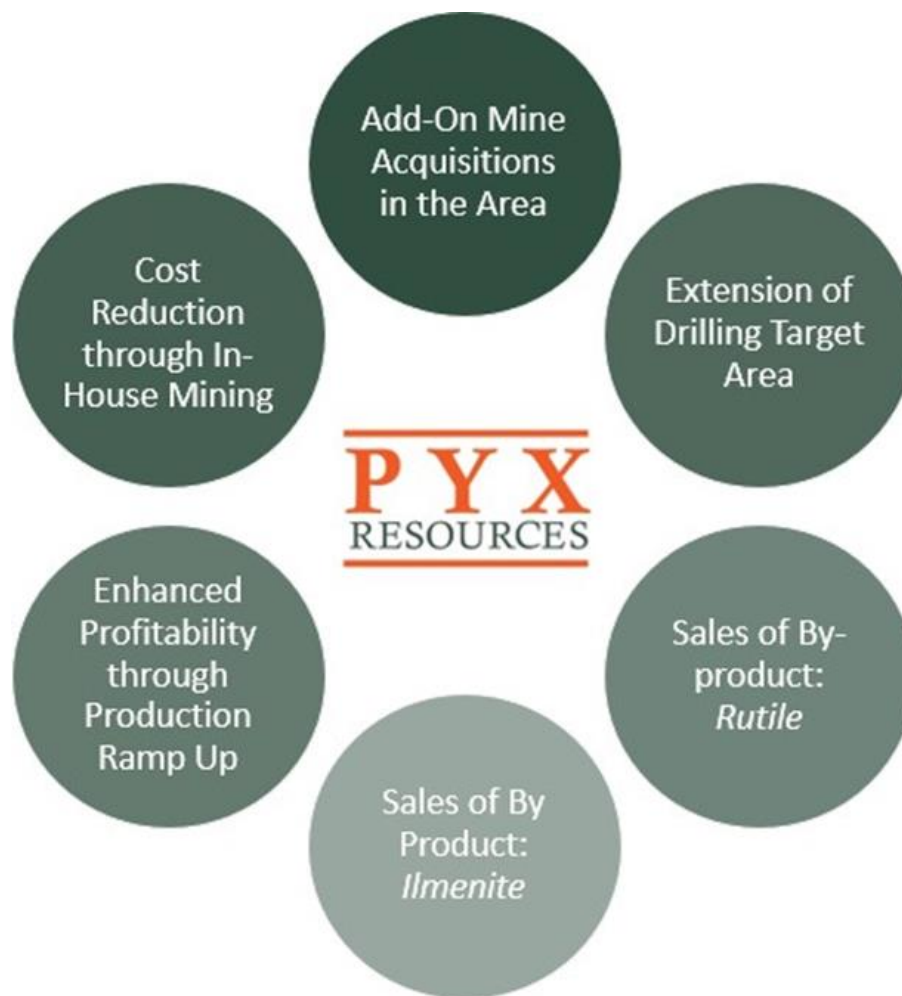 Add-On Mine
Acquisitions
in the Area
Extension of
Drilling Target
Area
Sales of By-
product:
Rutile
Sales of By
Product:
Ilmenite
Enhanced
Profitability
through
Production
Ramp Up
Cost
Reduction
through In-
House Mining
PYX
RESOURCES